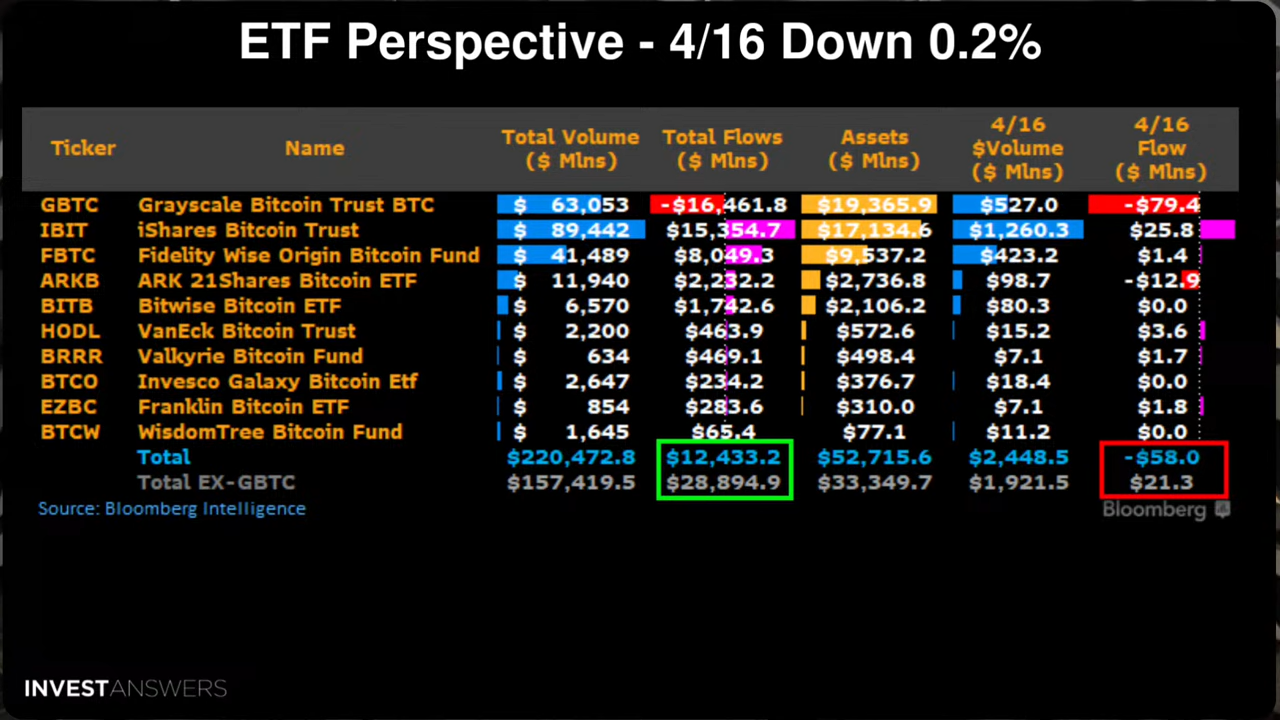 ETF Perspective - 4/16 Down 0.2%
Ticker Name Total Volume ($ Mlns) Total Flows ($ Mlns) Assets ($ Mlns) 4/16 $Volume ($ Mlns) 4/16 Flow ($ Mlns)
GBTC Grayscale Bitcoin Trust BTC $ 63,053 -$16,461.8 $19,365.9 $527.0 -$79.4
IBIT iShares Bitcoin Trust $ 89,442 $15,354.7 $17,134.6 $1,260.3 $25.8
FBTC Fidelity Wise Origin Bitcoin Fund $ 41,489 $8,049.3 $9,537.2 $423.2 $1.4
ARKB ARK 21Shares Bitcoin ETF $ 11,940 $2,232.2 $2,736.8 $98.7 -$12.9
BITB Bitwise Bitcoin ETF $ 6,570 $1,742.6 $2,106.2 $80.3 $0.0
HODL VanEck Bitcoin Trust $ 2,200 $463.9 $572.6 $15.2 $3.6
BRRR Valkyrie Bitcoin Fund $ 634 $469.1 $498.4 $7.1 $1.7
BTCO Invesco Galaxy Bitcoin Etf $ 2,647 $234.2 $376.7 $18.4 $0.0
EZBC Franklin Bitcoin ETF $ 854 $283.6 $310.0 $7.1 $1.8
BTCW WisdomTree Bitcoin Fund $ 1,645 $65.4 $77.1 $11.2 $0.0
Total $220,472.8 $12,433.2 $52,715.6 $2,448.5 -$58.0
Total EX-GBTC $157,419.5 $28,894.9 $33,349.7 $1,921.5 $21.3
Source: Bloomberg Intelligence Bloomberg
INVESTANSWERS